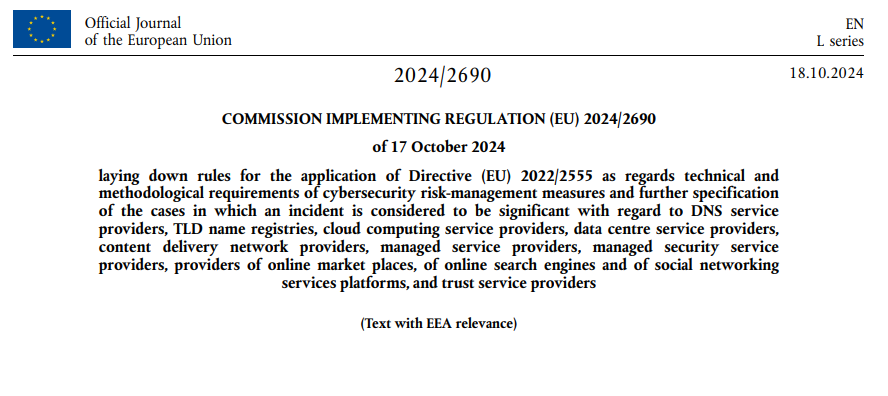 Official Journal
of the European Union
EN
L series
2024/2690
18.10.2024
COMMISSION IMPLEMENTING REGULATION (EU) 2024/2690
of 17 October 2024
laying down rules for the application of Directive (EU) 2022/2555 as regards technical and
methodological requirements of cybersecurity risk-management measures and further specification
of the cases in which an incident is considered to be significant with regard to DNS service
providers, TLD name registries, cloud computing service providers, data centre service providers,
content delivery network providers, managed service providers, managed security service
providers, providers of online market places, of online search engines and of social networking
services platforms, and trust service providers
(Text with EEA relevance)